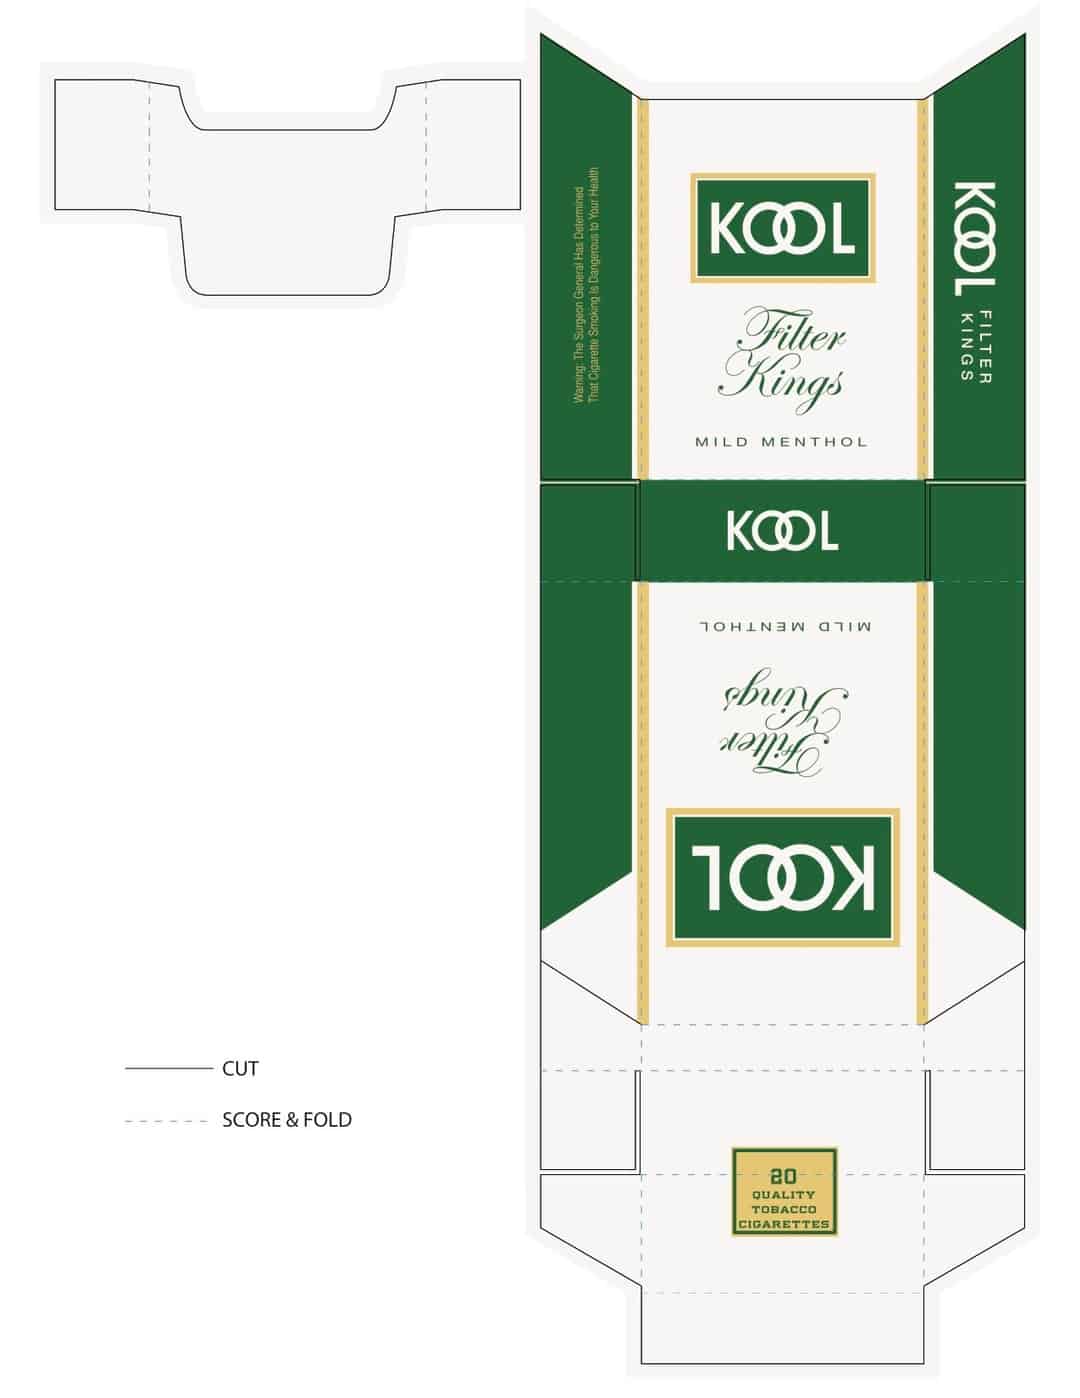 Warning: The Surgeon General Has Determined
That Cigarette Smoking Is Dangerous to Your Health
KOOL
Filter
Kings
MILD MENTHOL
KOOL
FILTER
KINGS
KOOL
MILD MENTHOL
Filter
Kings
KOOL
CUT
SCORE & FOLD
20
QUALITY
TOBACCO
CIGARETTES